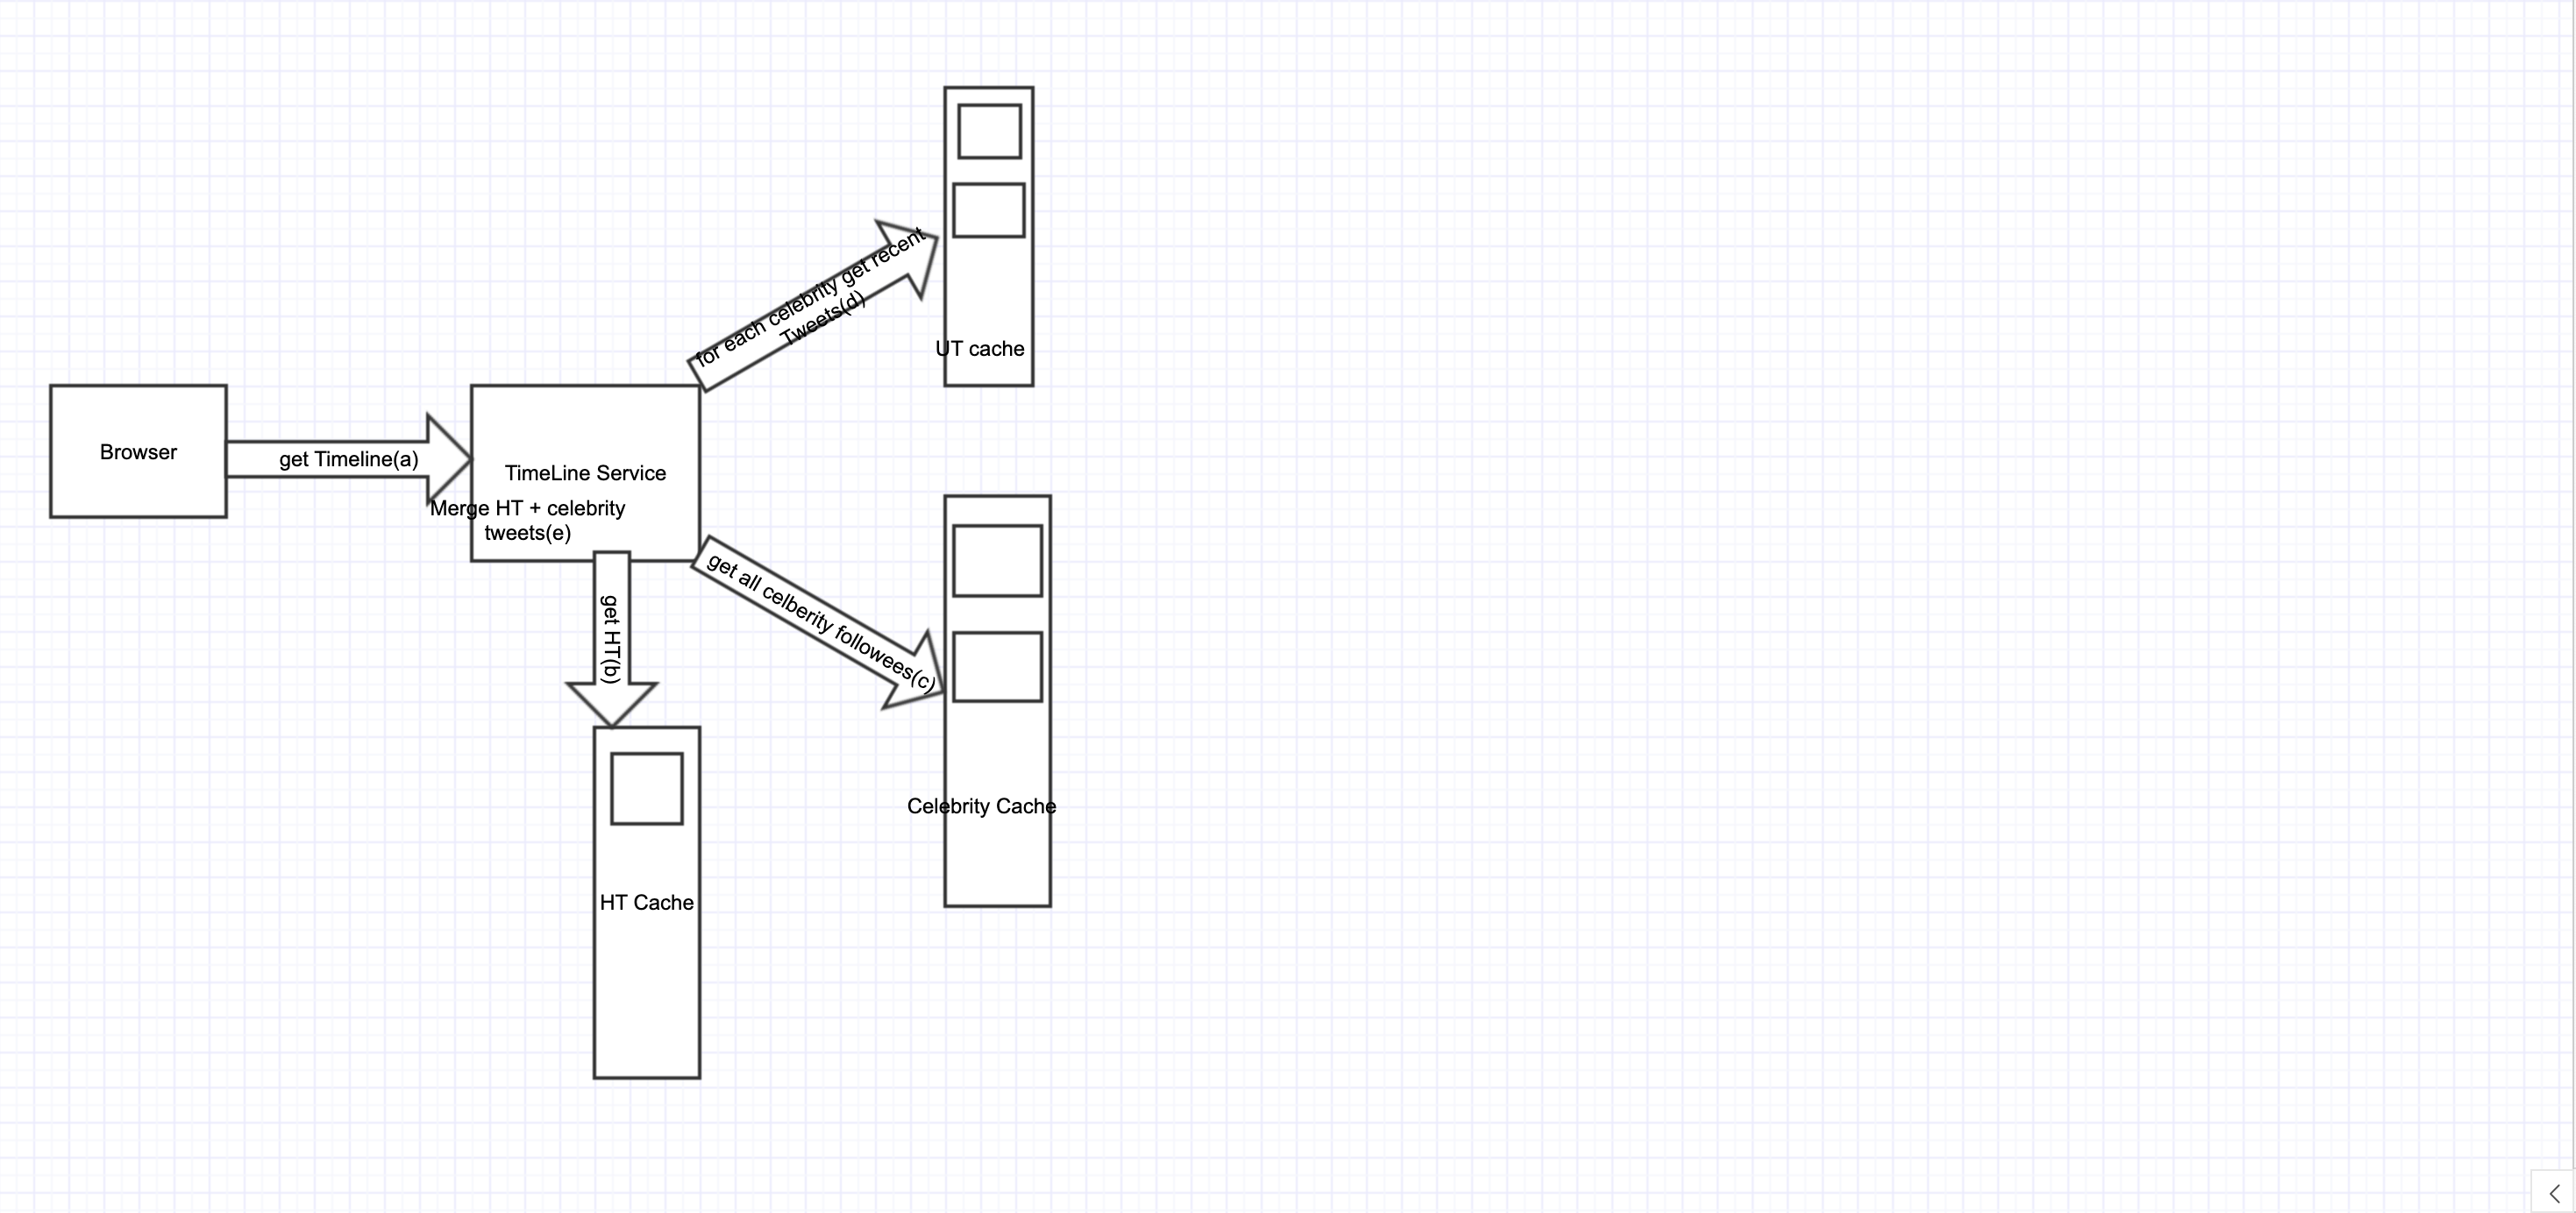 for each celebrity get recent
Tweets(d)
UT cache
Browser
get Timeline(a)
TimeLine Service
Merge HT + celebrity
tweets(e)
get HT(b)
get all celberity followees(c)
Celebrity Cache
HT Cache